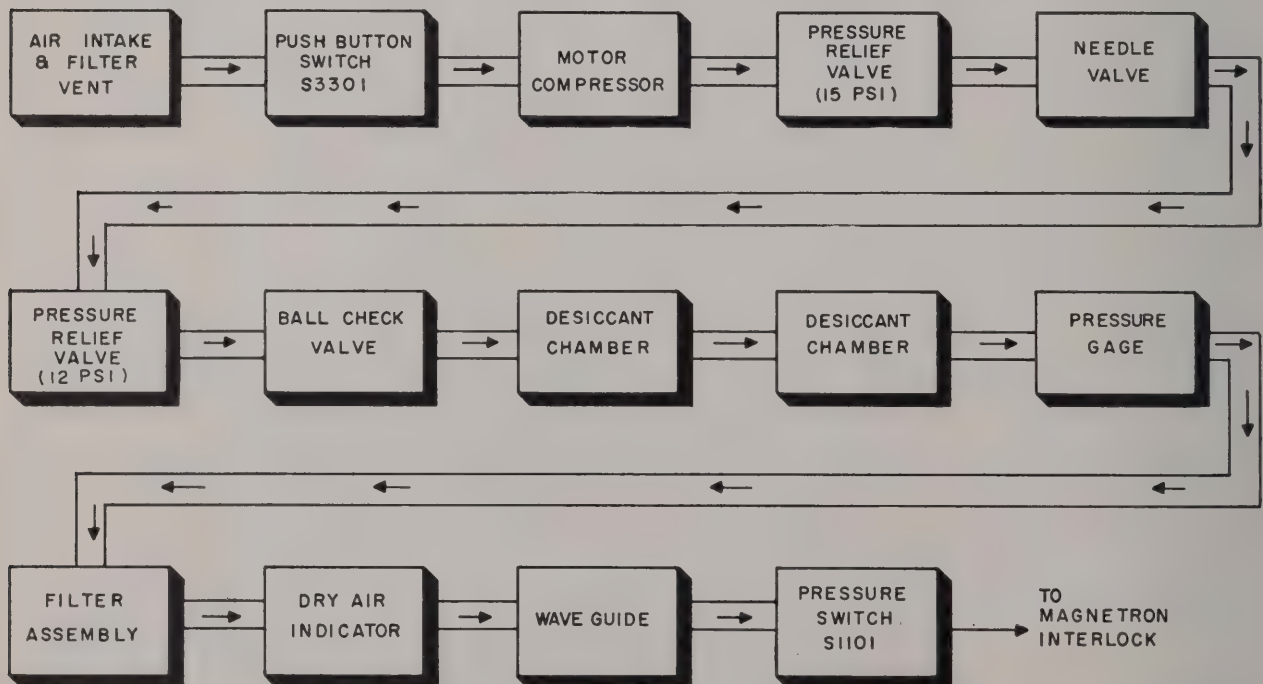 AIR INTAKE
& FILTER
VENT
PUSH BUTTON
SWITCH
S3301
MOTOR
COMPRESSOR
PRESSURE
RELIEF
VALVE
(15 PSI)
NEEDLE
VALVE
PRESSURE
RELIEF
VALVE
(12 PSI)
BALL CHECK
VALVE
DESICCANT
CHAMBER
DESICCANT
CHAMBER
PRESSURE
GAGE
FILTER
ASSEMBLY
DRY AIR
INDICATOR
WAVE GUIDE
PRESSURE
SWITCH
S1101
TO
MAGNETRON
INTERLOCK